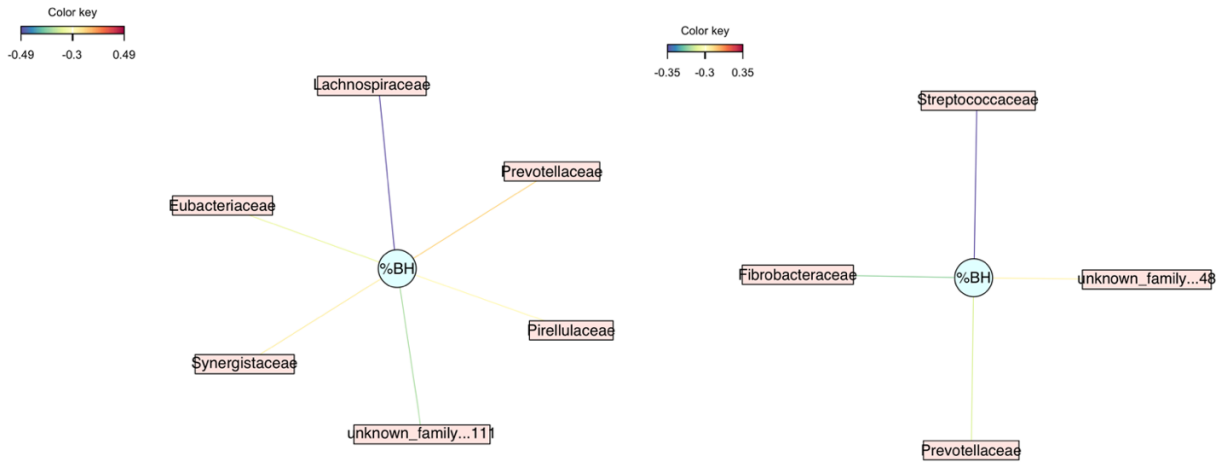 Color key
-0.49 -0.3 0.49
Lachnospiraceae
Prevotellaceae
Eubacteriaceae
%BH
Pirellulaceae
Synergistaceae
unknown_family...111
Color key
-0.35 -0.3 0.35
Streptococcaceae
Fibrobacteraceae
%BH
unknown_family...48
Prevotellaceae